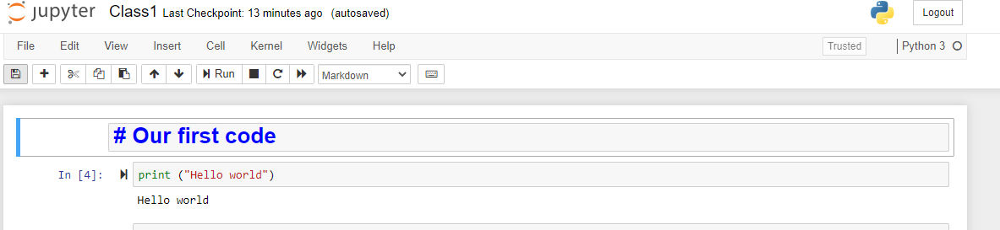 jupyter Class1 Last Checkpoint: 13 minutes ago (autosaved) Logout
File Edit View Insert Cell Kernel Widgets Help Trusted Python 3
Run Markdown
# Our first code
In [4]: print ("Hello world")
Hello world